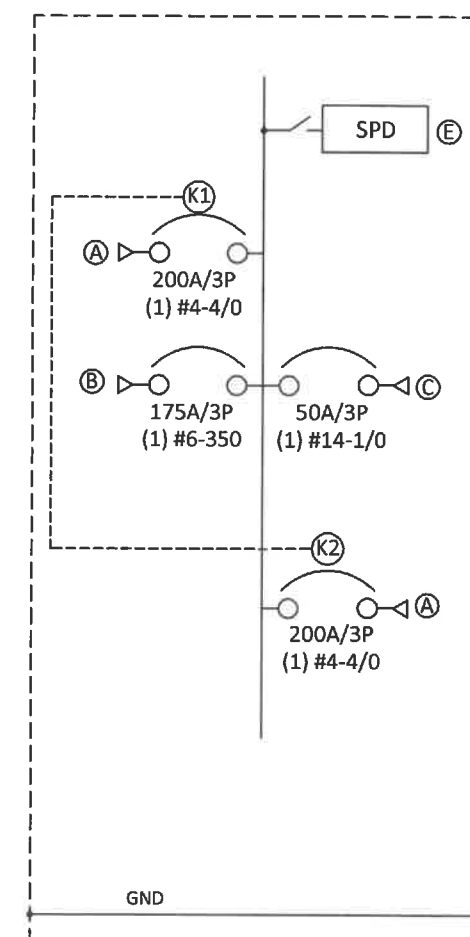 SPD Ⓔ
K1
Ⓐ
200A/3P
(1) #4-4/0
Ⓑ Ⓒ
175A/3P 50A/3P
(1) #6-350 (1) #14-1/0
K2
Ⓐ
200A/3P
(1) #4-4/0
GND